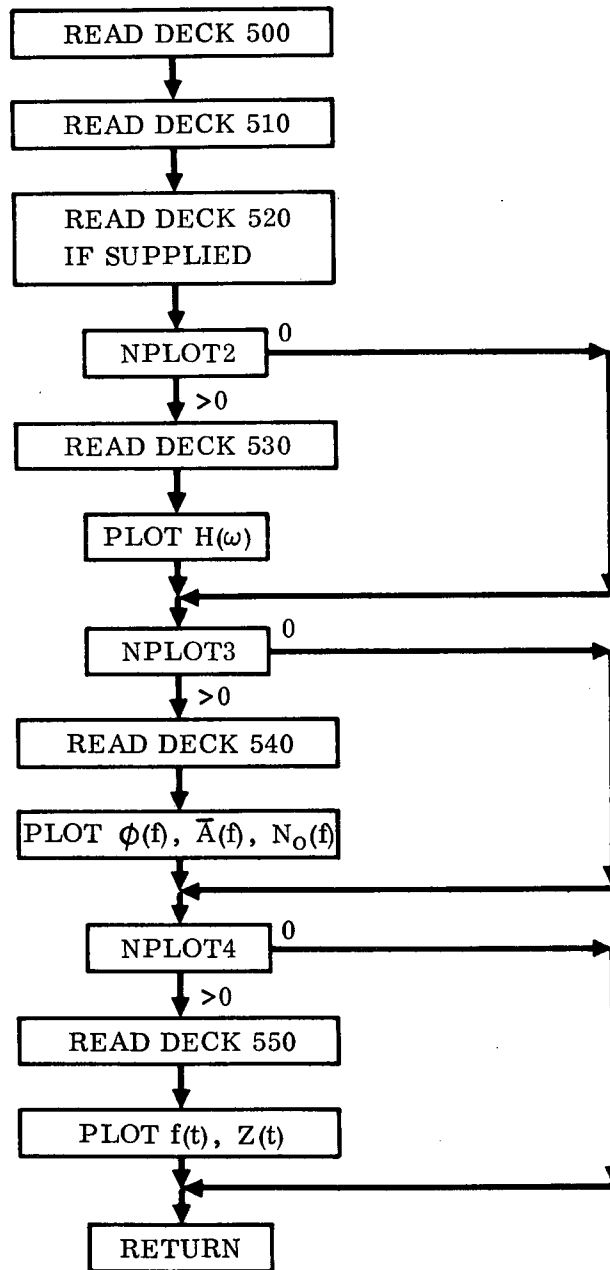 READ DECK 500
READ DECK 510
READ DECK 520
IF SUPPLIED
NPLOT2
0
>0
READ DECK 530
PLOT H(ω)
NPLOT3
0
>0
READ DECK 540
PLOT ϕ(f), A̅(f), N₀(f)
NPLOT4
0
>0
READ DECK 550
PLOT f(t), Z(t)
RETURN